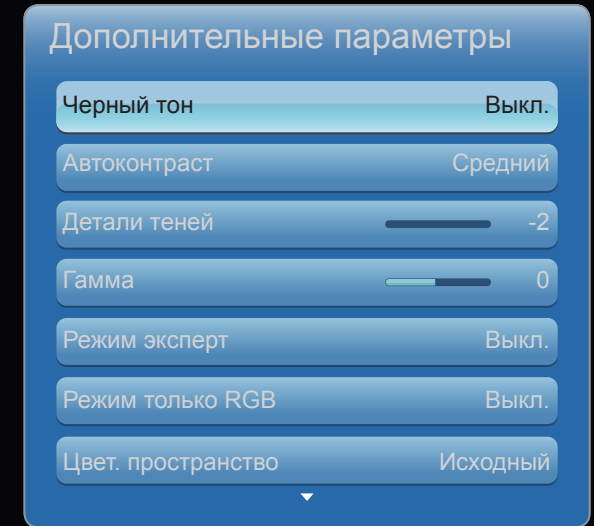 Дополнительные параметры
Черный тон Выкл.
Автоконтраст Средний
Детали теней -2
Гамма 0
Режим эксперт Выкл.
Режим только RGB Выкл.
Цвет. пространство Исходный